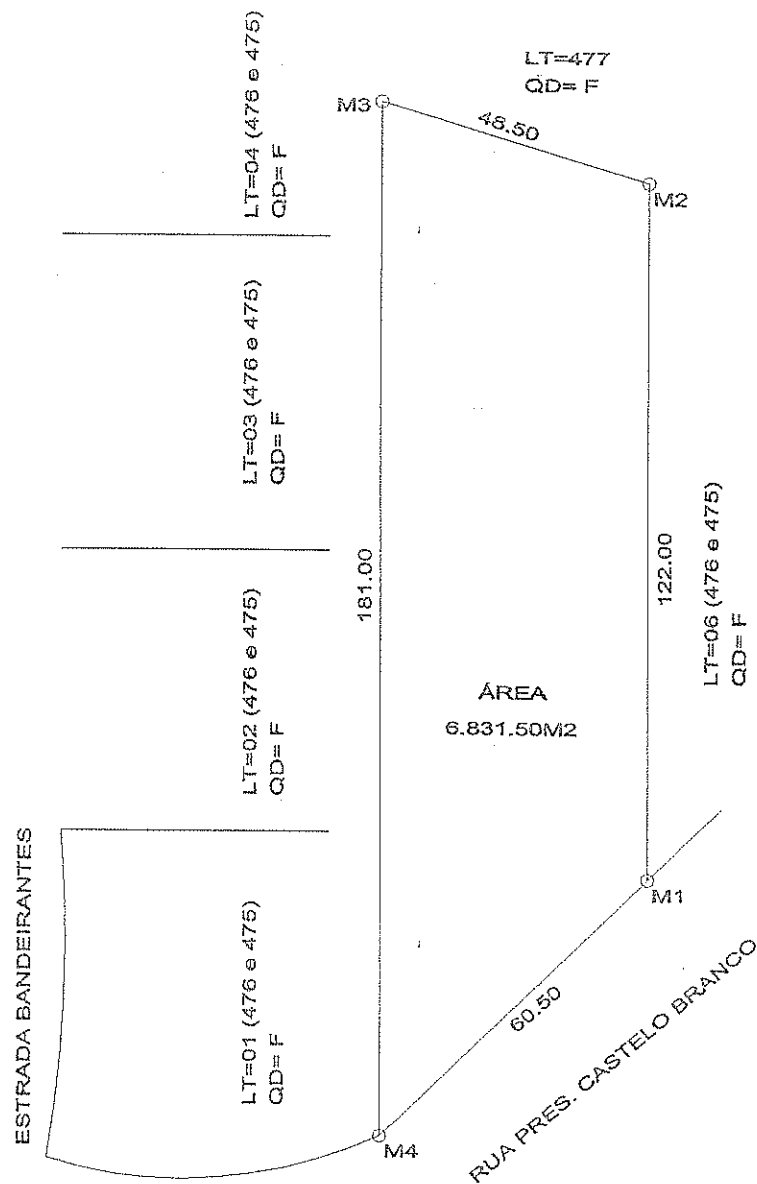 LT=477
QD= F
M3
48.50
M2
LT=04 (476 e 475)
QD= F
LT=03 (476 e 475)
QD= F
LT=02 (476 e 475)
QD= F
LT=01 (476 e 475)
QD= F
181.00
122.00
LT=06 (476 e 475)
QD= F
ÁREA
6.831.50M2
ESTRADA BANDEIRANTES
M1
60.50
M4
RUA PRES. CASTELO BRANCO